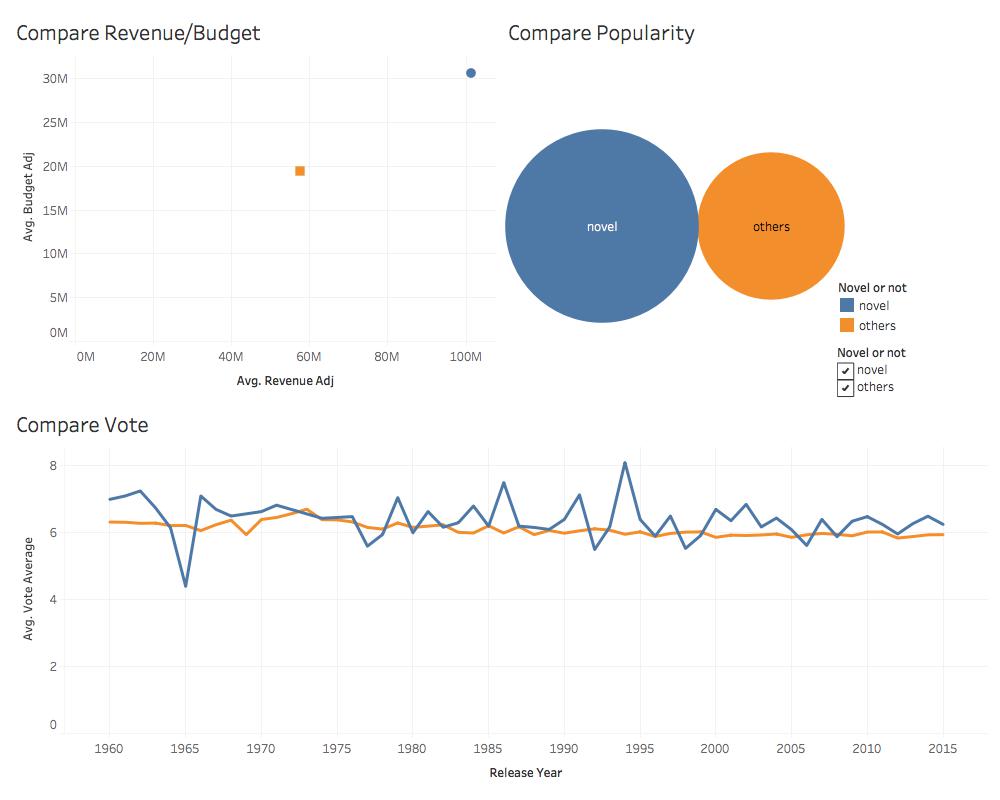 Compare Revenue/Budget
30M
25M
20M
15M
10M
5M
0M
Avg. Budget Adj
0M 20M 40M 60M 80M 100M
Avg. Revenue Adj
Compare Popularity
novel
others
Novel or not
novel
others
Novel or not
novel
others
Compare Vote
8
6
4
2
0
Avg. Vote Average
1960 1965 1970 1975 1980 1985 1990 1995 2000 2005 2010 2015
Release Year